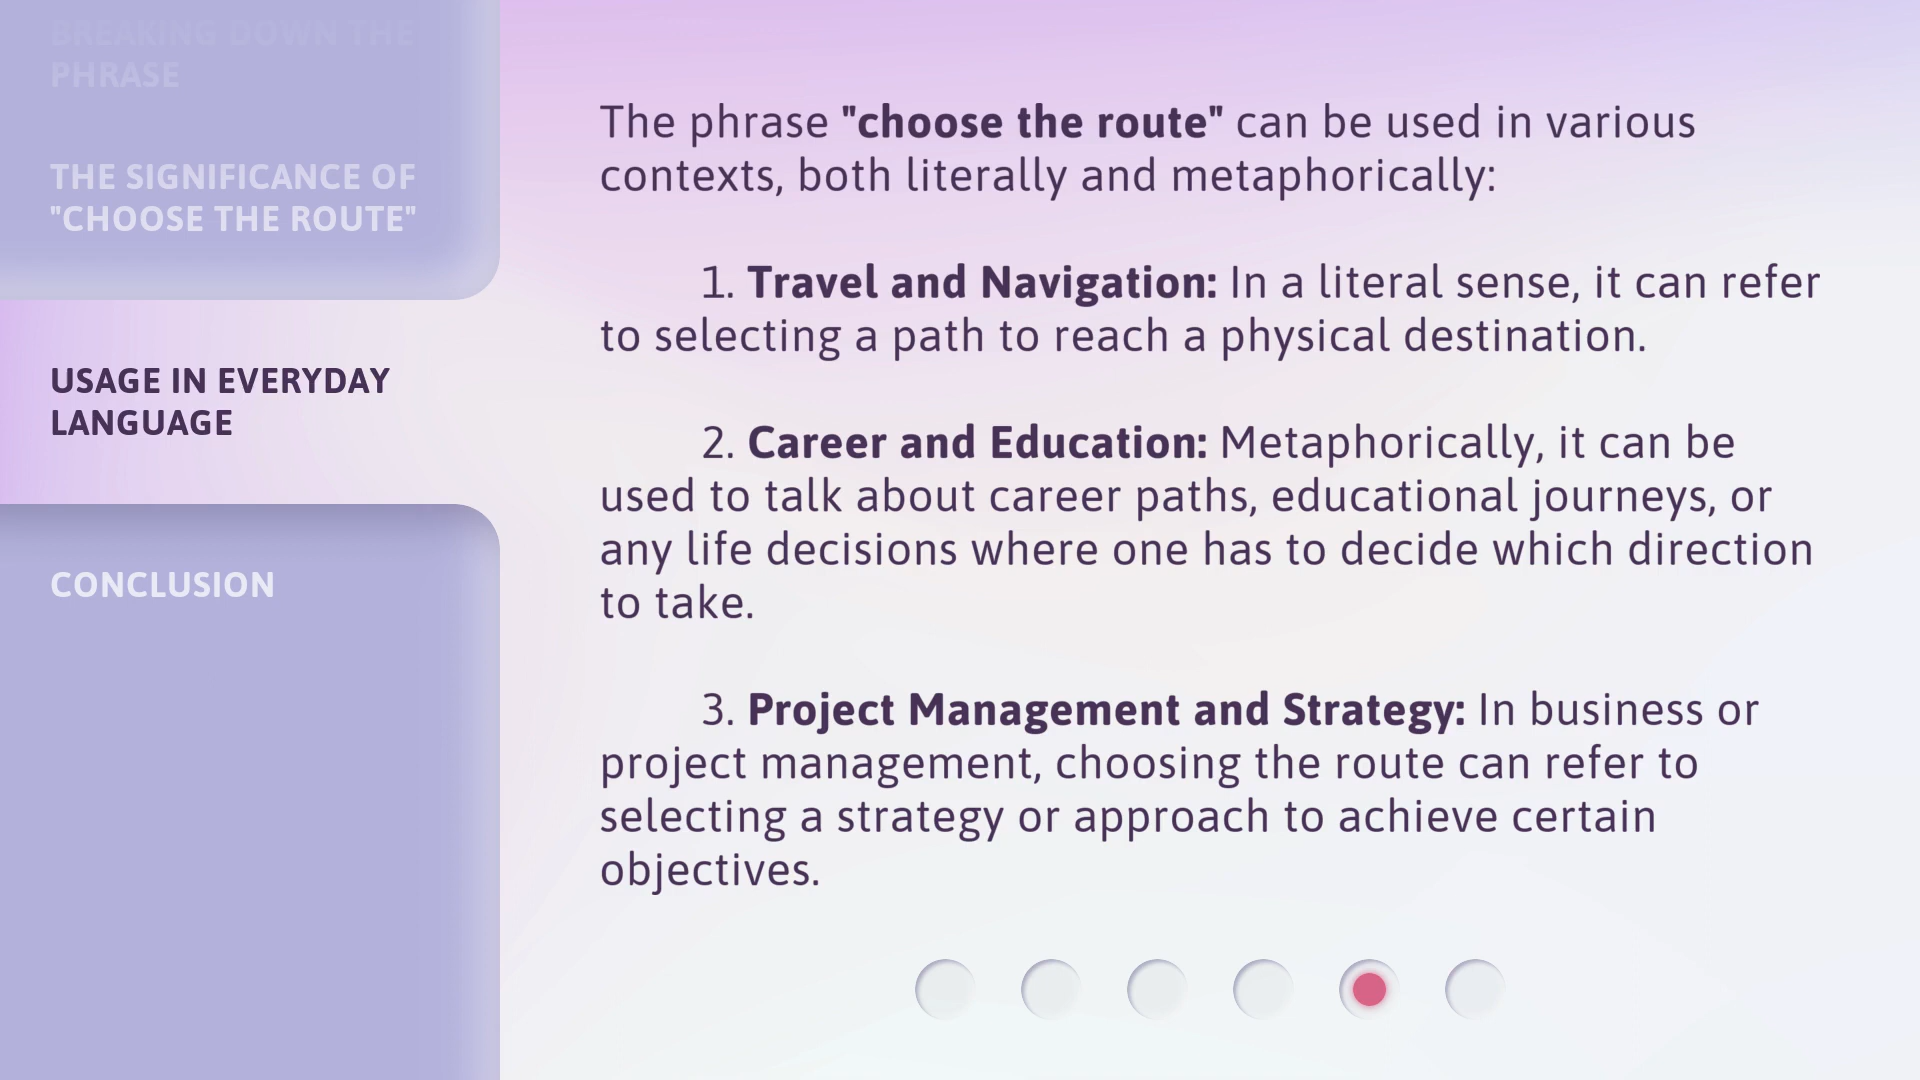 BREAKING DOWN THE
PHRASE
THE SIGNIFICANCE OF
"CHOOSE THE ROUTE"
USAGE IN EVERYDAY
LANGUAGE
CONCLUSION
The phrase "choose the route" can be used in various
contexts, both literally and metaphorically:
1. Travel and Navigation: In a literal sense, it can refer
to selecting a path to reach a physical destination.
2. Career and Education: Metaphorically, it can be
used to talk about career paths, educational journeys, or
any life decisions where one has to decide which direction
to take.
3. Project Management and Strategy: In business or
project management, choosing the route can refer to
selecting a strategy or approach to achieve certain
objectives.